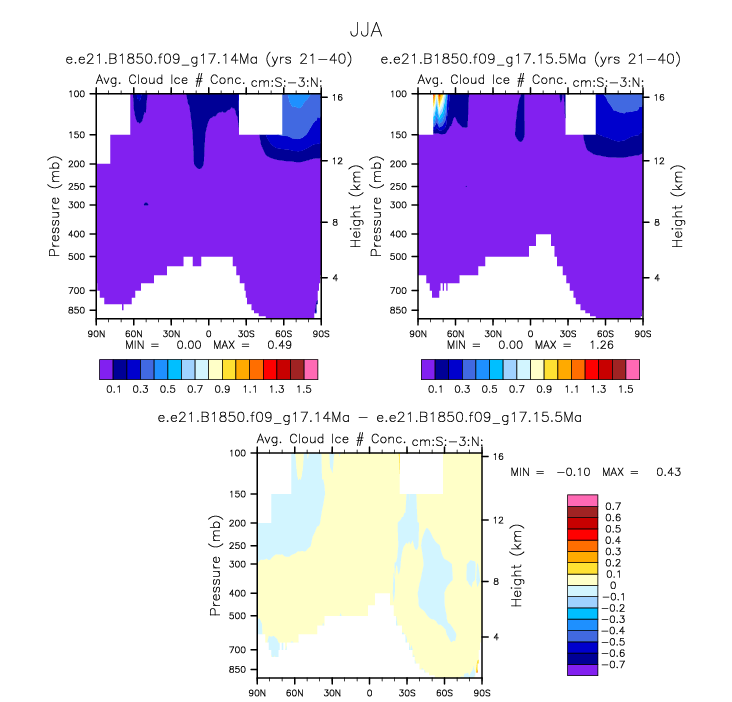 JJA
e.e21.B1850.f09_g17.14Ma (yrs 21-40) e.e21.B1850.f09_g17.15.5Ma (yrs 21-40)
Avg. Cloud Ice # Conc. cm:S:-3:N: Avg. Cloud Ice # Conc. cm:S:-3:N:
100 16 100 16
150 150
200 12 200 12
250 250
300 8 300 8
400 400
500 500
4 4
700 700
850 850
Pressure (mb) Height (km) Pressure (mb) Height (km)
90N 60N 30N 0 30S 60S 90S 90N 60N 30N 0 30S 60S 90S
MIN = 0.00 MAX = 0.49 MIN = 0.00 MAX = 1.26
0.1 0.3 0.5 0.7 0.9 1.1 1.3 1.5 0.1 0.3 0.5 0.7 0.9 1.1 1.3 1.5
e.e21.B1850.f09_g17.14Ma - e.e21.B1850.f09_g17.15.5Ma
Avg. Cloud Ice # Conc. cm:S:-3:N:
MIN = -0.10 MAX = 0.43
100 16
150
200 12
250
300 8
400
500
4
700
850
Pressure (mb) Height (km)
90N 60N 30N 0 30S 60S 90S
0.7
0.6
0.5
0.4
0.3
0.2
0.1
0
-0.1
-0.2
-0.3
-0.4
-0.5
-0.6
-0.7